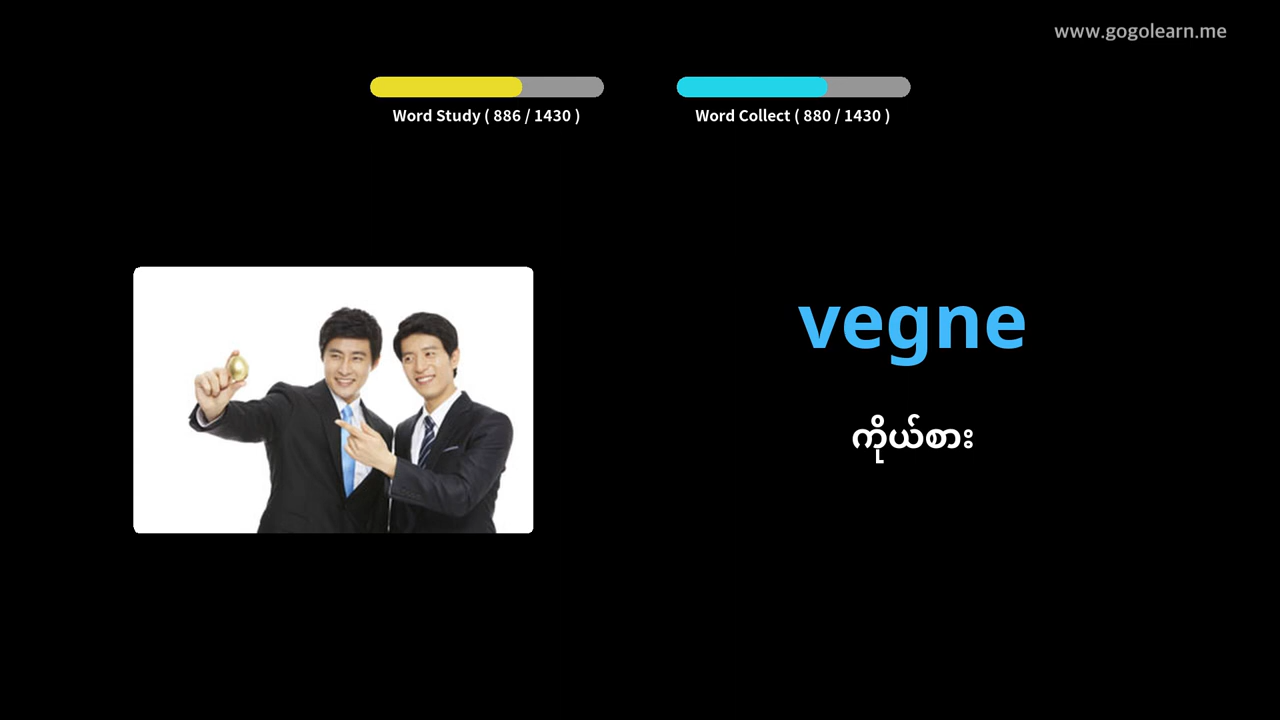 www.gogolearn.me
Word Study ( 886 / 1430 )
Word Collect ( 880 / 1430 )
vegne
ကိုယ်စား